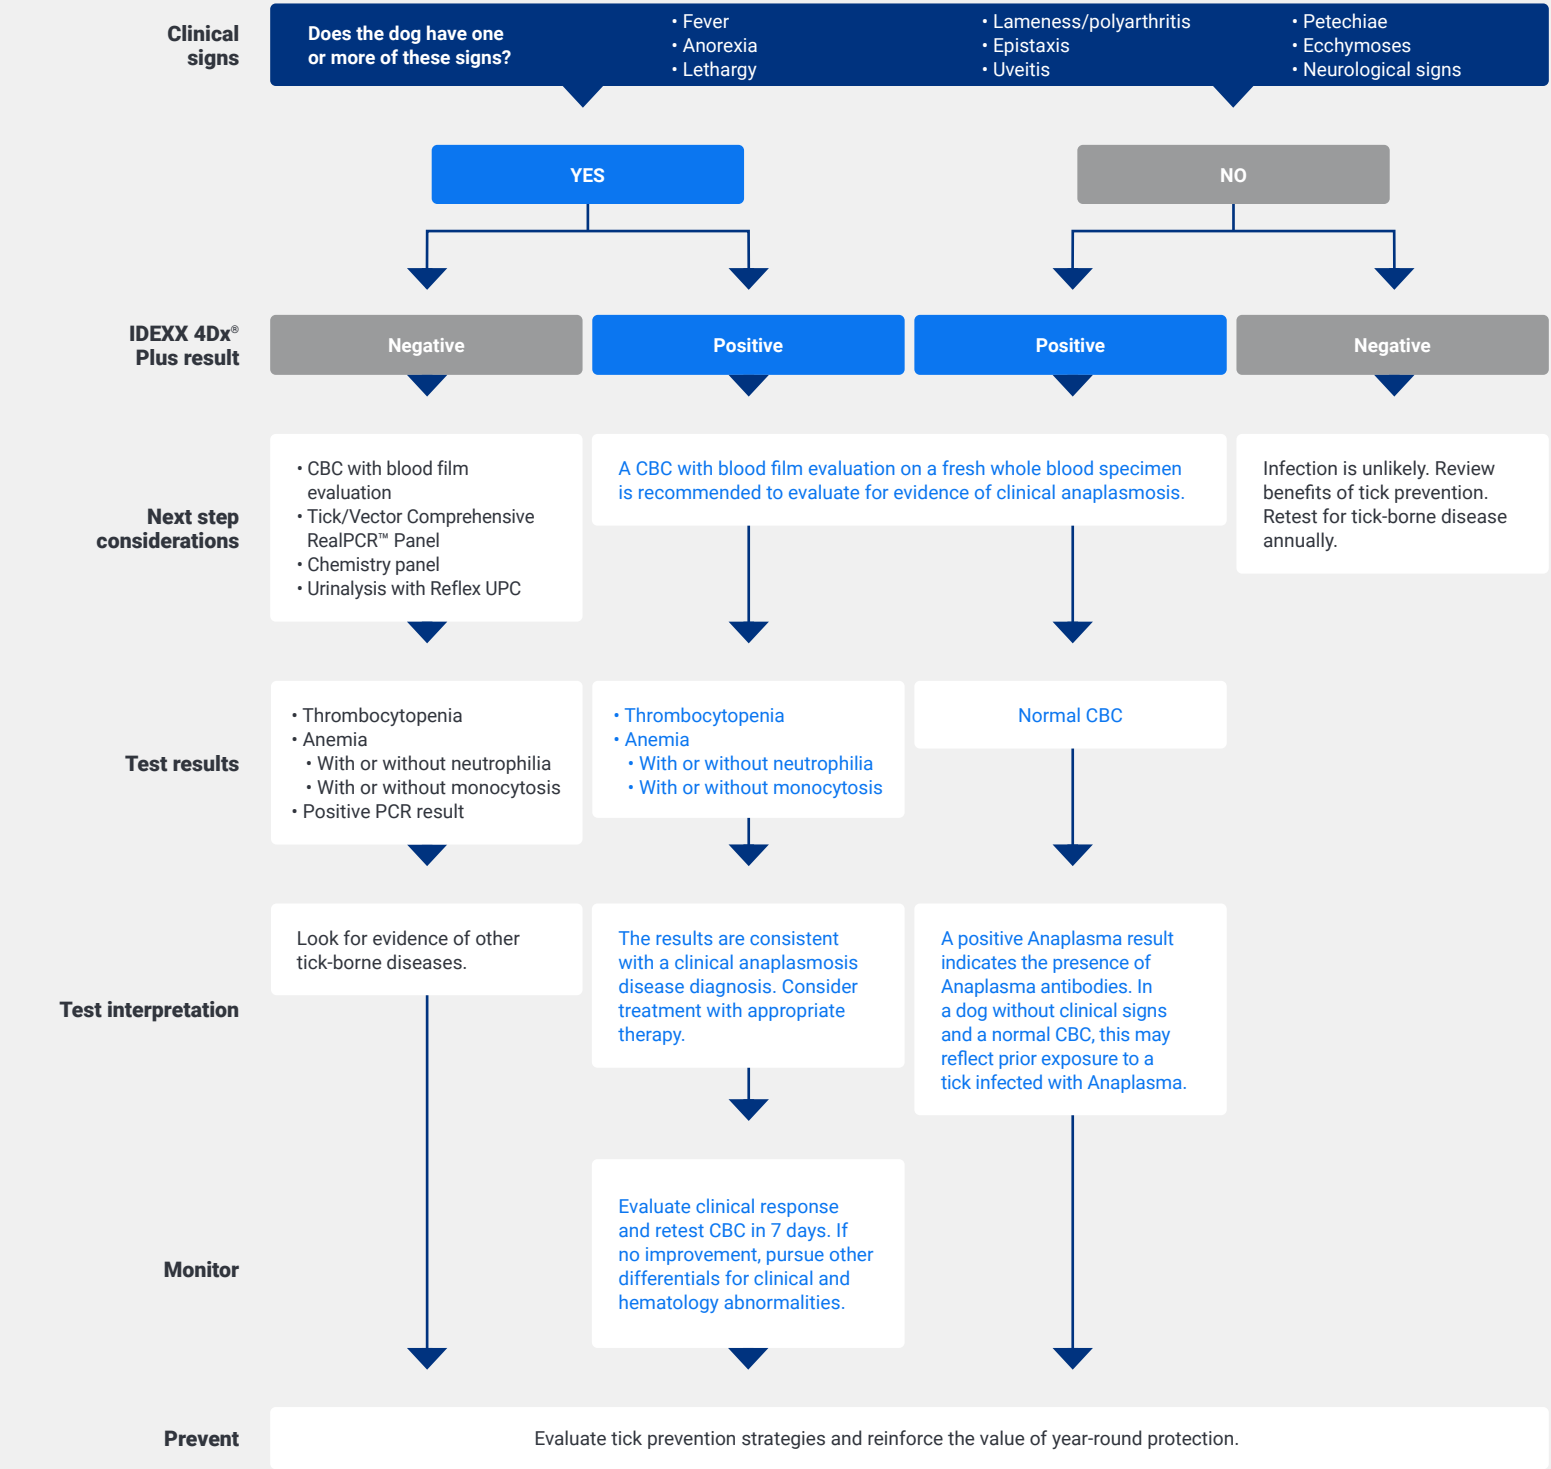 Clinical
signs
Does the dog have one
or more of these signs?
• Fever
• Anorexia
• Lethargy
• Lameness/polyarthritis
• Epistaxis
• Uveitis
• Petechiae
• Ecchymoses
• Neurological signs
YES
NO
IDEXX 4Dx®
Plus result
Negative
Positive
Positive
Negative
Next step
considerations
• CBC with blood film
evaluation
• Tick/Vector Comprehensive
RealPCR™ Panel
• Chemistry panel
• Urinalysis with Reflex UPC
A CBC with blood film evaluation on a fresh whole blood specimen
is recommended to evaluate for evidence of clinical anaplasmosis.
Infection is unlikely. Review
benefits of tick prevention.
Retest for tick-borne disease
annually.
Test results
• Thrombocytopenia
• Anemia
• With or without neutrophilia
• With or without monocytosis
• Positive PCR result
• Thrombocytopenia
• Anemia
• With or without neutrophilia
• With or without monocytosis
Normal CBC
Test interpretation
Look for evidence of other
tick-borne diseases.
The results are consistent
with a clinical anaplasmosis
disease diagnosis. Consider
treatment with appropriate
therapy.
A positive Anaplasma result
indicates the presence of
Anaplasma antibodies. In
a dog without clinical signs
and a normal CBC, this may
reflect prior exposure to a
tick infected with Anaplasma.
Monitor
Evaluate clinical response
and retest CBC in 7 days. If
no improvement, pursue other
differentials for clinical and
hematology abnormalities.
Prevent
Evaluate tick prevention strategies and reinforce the value of year-round protection.